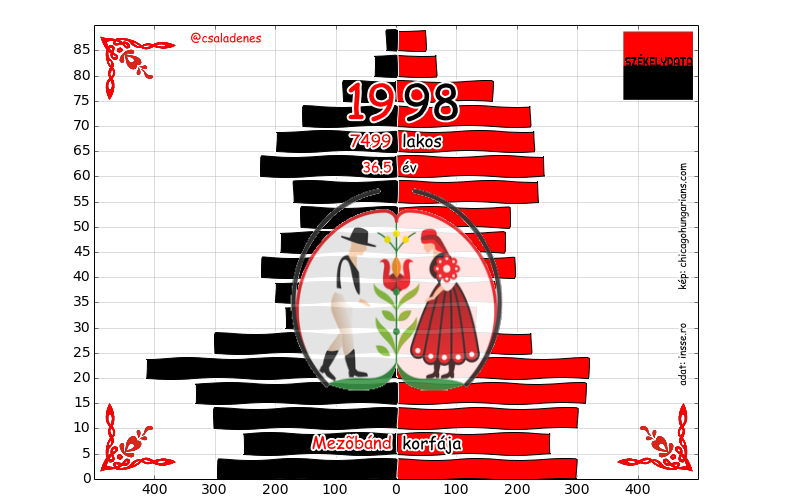 @csaladenes
SZÉKELYDATA
1998
7499 lakos
36.5 év
kép: chicagohungarians.com
adat: insse.ro
Mezőbánd korfája
85
80
75
70
65
60
55
50
45
40
35
30
25
20
15
10
5
0
400 300 200 100 0 100 200 300 400